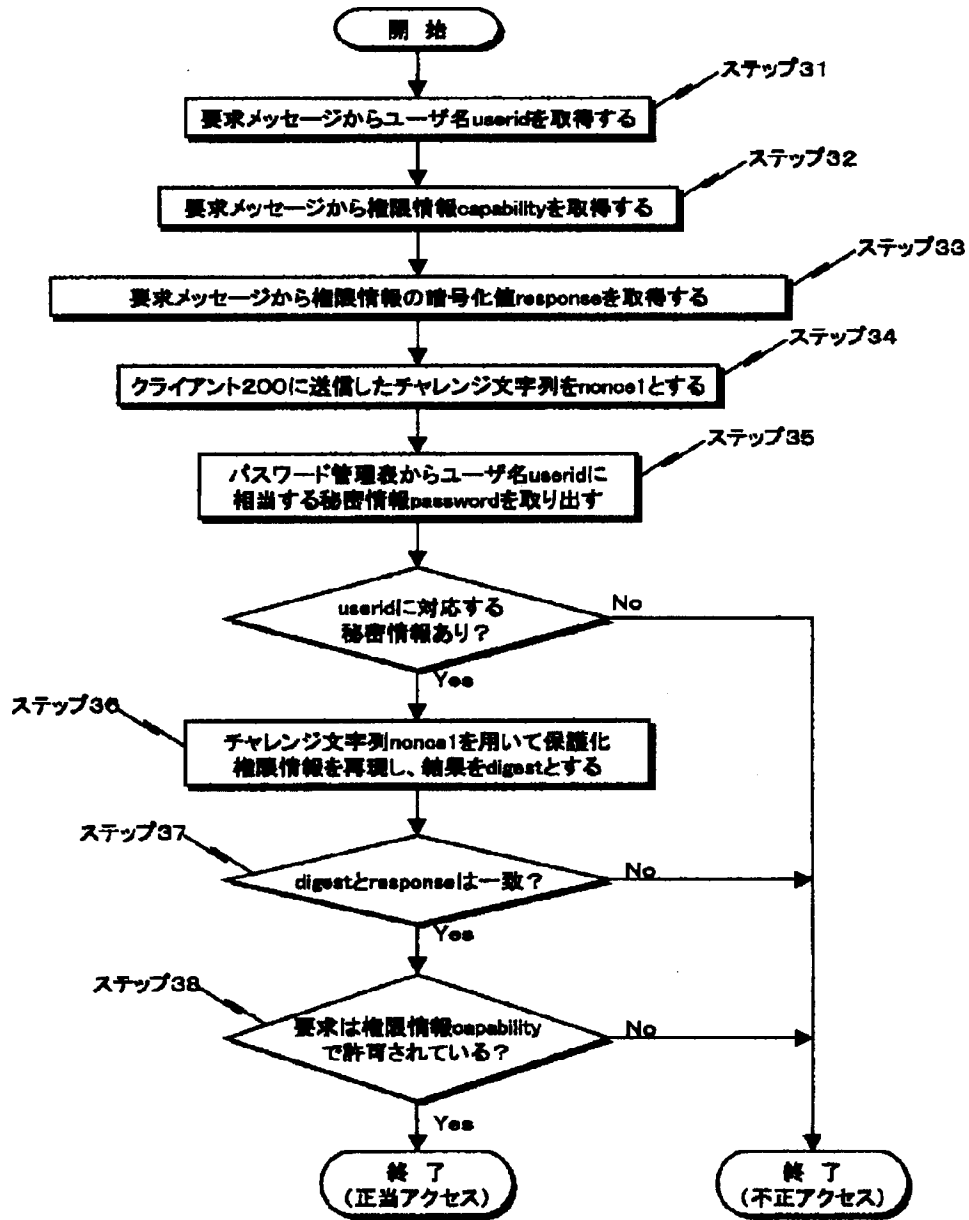 開 始
ステップ31
要求メッセージからユーザ名useridを取得する
ステップ32
要求メッセージから権限情報capabilityを取得する
ステップ33
要求メッセージから権限情報の暗号化値responseを取得する
ステップ34
クライアント200に送信したチャレンジ文字列をnonce1とする
ステップ35
パスワード管理表からユーザ名useridに
相当する秘密情報passwordを取り出す
useridに対応する
秘密情報あり？
No
Yes
ステップ36
チャレンジ文字列nonce1を用いて保護化
権限情報を再現し、結果をdigestとする
ステップ37
digestとresponseは一致？
No
Yes
ステップ38
要求は権限情報capability
で許可されている？
No
Yes
終 了
（正当アクセス）
終 了
（不正アクセス）